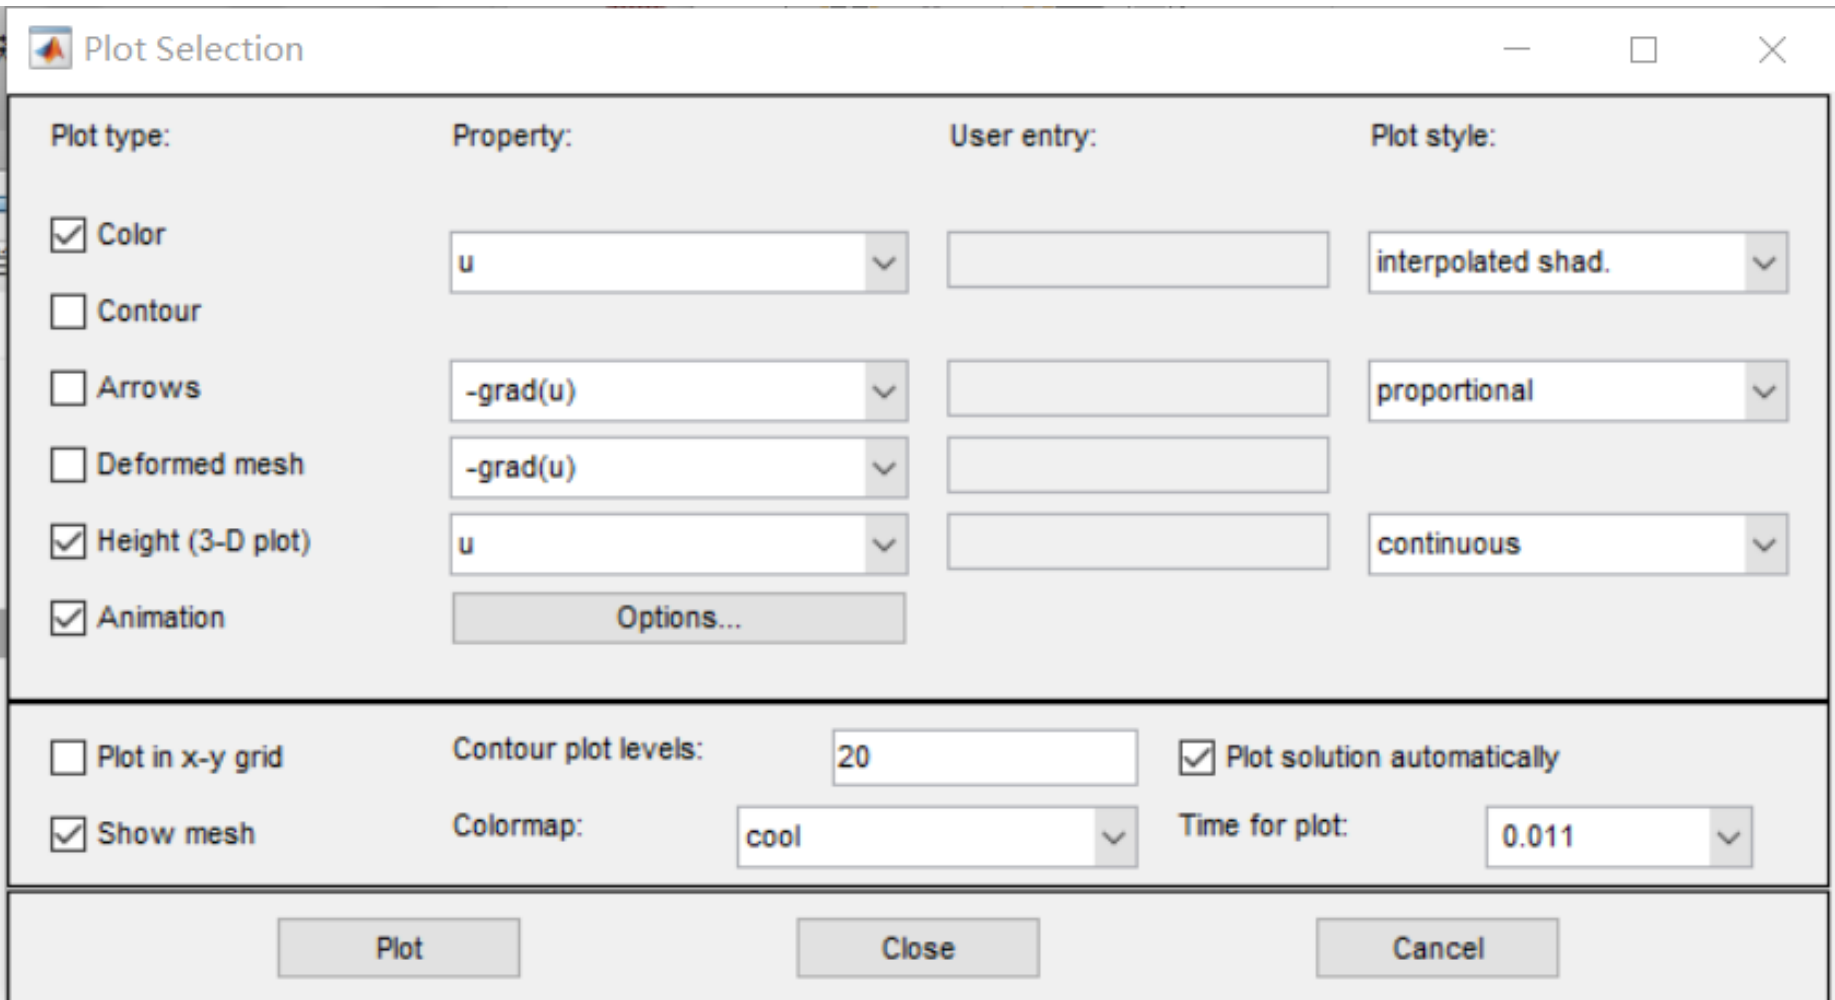 Plot Selection
Plot type: Property: User entry: Plot style:
Color u interpolated shad.
Contour
Arrows -grad(u) proportional
Deformed mesh -grad(u)
Height (3-D plot) u continuous
Animation Options...
Plot in x-y grid Contour plot levels: 20 Plot solution automatically
Show mesh Colormap: cool Time for plot: 0.011
Plot Close Cancel